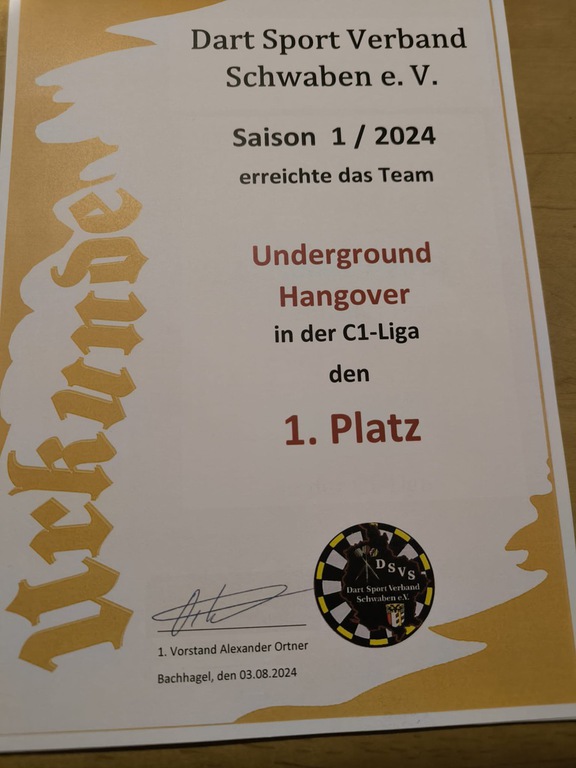 Urkunde
Dart Sport Verband
Schwaben e. V.
Saison 1 / 2024
erreichte das Team
Underground
Hangover
in der C1-Liga
den
1. Platz
DSVS
Dart Sport Verband
Schwaben e.V.
1. Vorstand Alexander Ortner
Bachhagel, den 03.08.2024